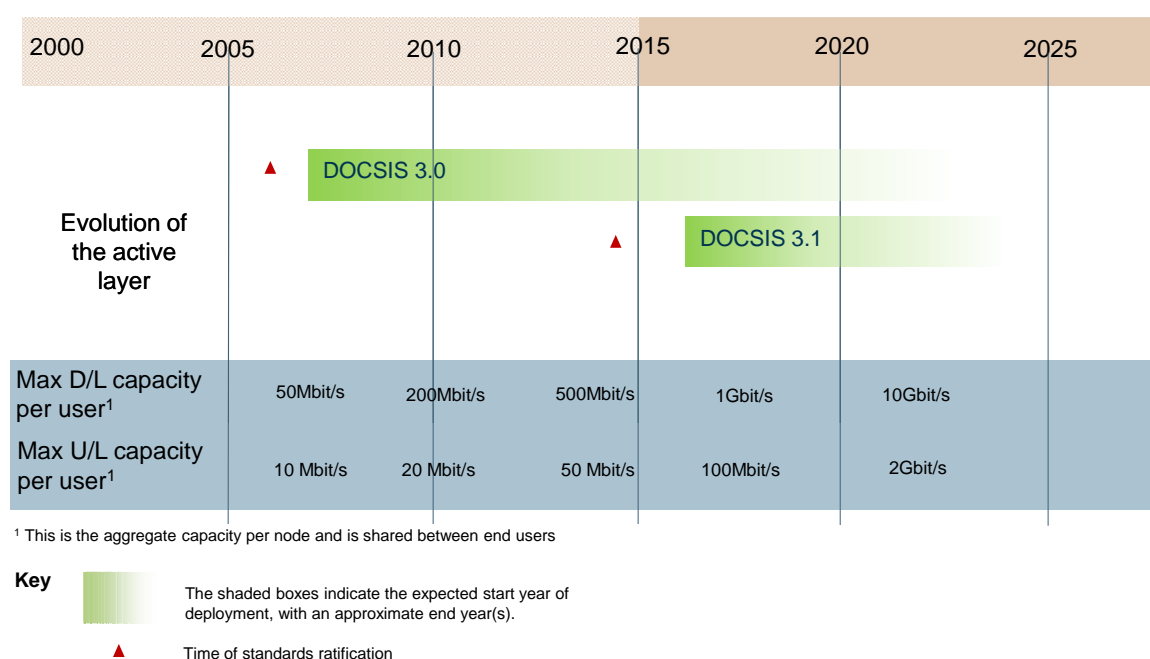 2000 2005 2010 2015 2020 2025
DOCSIS 3.0
DOCSIS 3.1
Evolution of
the active
layer
Max D/L capacity
per user¹
50Mbit/s 200Mbit/s 500Mbit/s 1Gbit/s 10Gbit/s
Max U/L capacity
per user¹
10 Mbit/s 20 Mbit/s 50 Mbit/s 100Mbit/s 2Gbit/s
¹ This is the aggregate capacity per node and is shared between end users
Key
The shaded boxes indicate the expected start year of
deployment, with an approximate end year(s).
Time of standards ratification